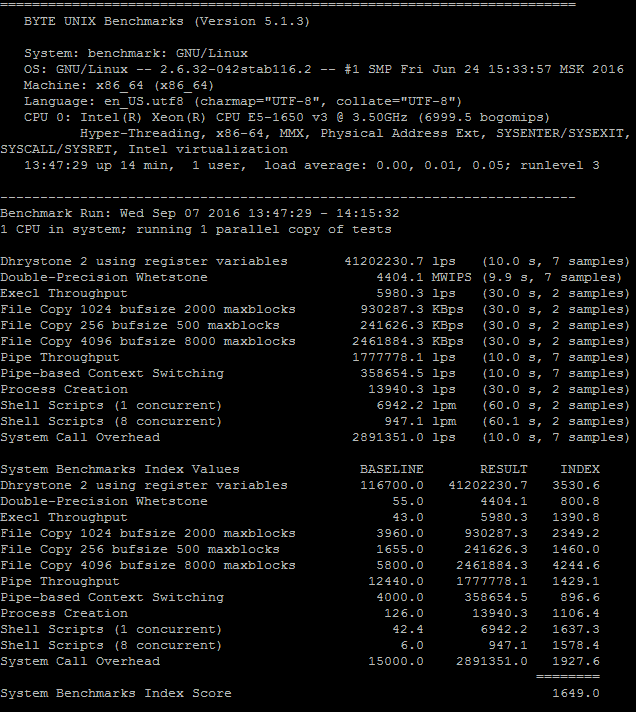 ========================================================================
   BYTE UNIX Benchmarks (Version 5.1.3)

   System: benchmark: GNU/Linux
   OS: GNU/Linux -- 2.6.32-042stab116.2 -- #1 SMP Fri Jun 24 15:33:57 MSK 2016
   Machine: x86_64 (x86_64)
   Language: en_US.utf8 (charmap="UTF-8", collate="UTF-8")
   CPU 0: Intel(R) Xeon(R) CPU E5-1650 v3 @ 3.50GHz (6999.5 bogomips)
          Hyper-Threading, x86-64, MMX, Physical Address Ext, SYSENTER/SYSEXIT,
SYSCALL/SYSRET, Intel virtualization
   13:47:29 up 14 min,  1 user,  load average: 0.00, 0.01, 0.05; runlevel 3

------------------------------------------------------------------------
Benchmark Run: Wed Sep 07 2016 13:47:29 - 14:15:32
1 CPU in system; running 1 parallel copy of tests

Dhrystone 2 using register variables       41202230.7 lps   (10.0 s, 7 samples)
Double-Precision Whetstone                     4404.1 MWIPS (9.9 s, 7 samples)
Execl Throughput                               5980.3 lps   (30.0 s, 2 samples)
File Copy 1024 bufsize 2000 maxblocks        930287.3 KBps  (30.0 s, 2 samples)
File Copy 256 bufsize 500 maxblocks          241626.3 KBps  (30.0 s, 2 samples)
File Copy 4096 bufsize 8000 maxblocks       2461884.3 KBps  (30.0 s, 2 samples)
Pipe Throughput                             1777778.1 lps   (10.0 s, 7 samples)
Pipe-based Context Switching                 358654.5 lps   (10.0 s, 7 samples)
Process Creation                              13940.3 lps   (30.0 s, 2 samples)
Shell Scripts (1 concurrent)                   6942.2 lpm   (60.0 s, 2 samples)
Shell Scripts (8 concurrent)                    947.1 lpm   (60.1 s, 2 samples)
System Call Overhead                        2891351.0 lps   (10.0 s, 7 samples)

System Benchmarks Index Values               BASELINE       RESULT    INDEX
Dhrystone 2 using register variables         116700.0   41202230.7   3530.6
Double-Precision Whetstone                       55.0       4404.1    800.8
Execl Throughput                                 43.0       5980.3   1390.8
File Copy 1024 bufsize 2000 maxblocks          3960.0     930287.3   2349.2
File Copy 256 bufsize 500 maxblocks            1655.0     241626.3   1460.0
File Copy 4096 bufsize 8000 maxblocks          5800.0    2461884.3   4244.6
Pipe Throughput                               12440.0    1777778.1   1429.1
Pipe-based Context Switching                   4000.0     358654.5    896.6
Process Creation                                126.0      13940.3   1106.4
Shell Scripts (1 concurrent)                     42.4       6942.2   1637.3
Shell Scripts (8 concurrent)                      6.0        947.1   1578.4
System Call Overhead                          15000.0    2891351.0   1927.6
                                                                   ========
System Benchmarks Index Score                                        1649.0